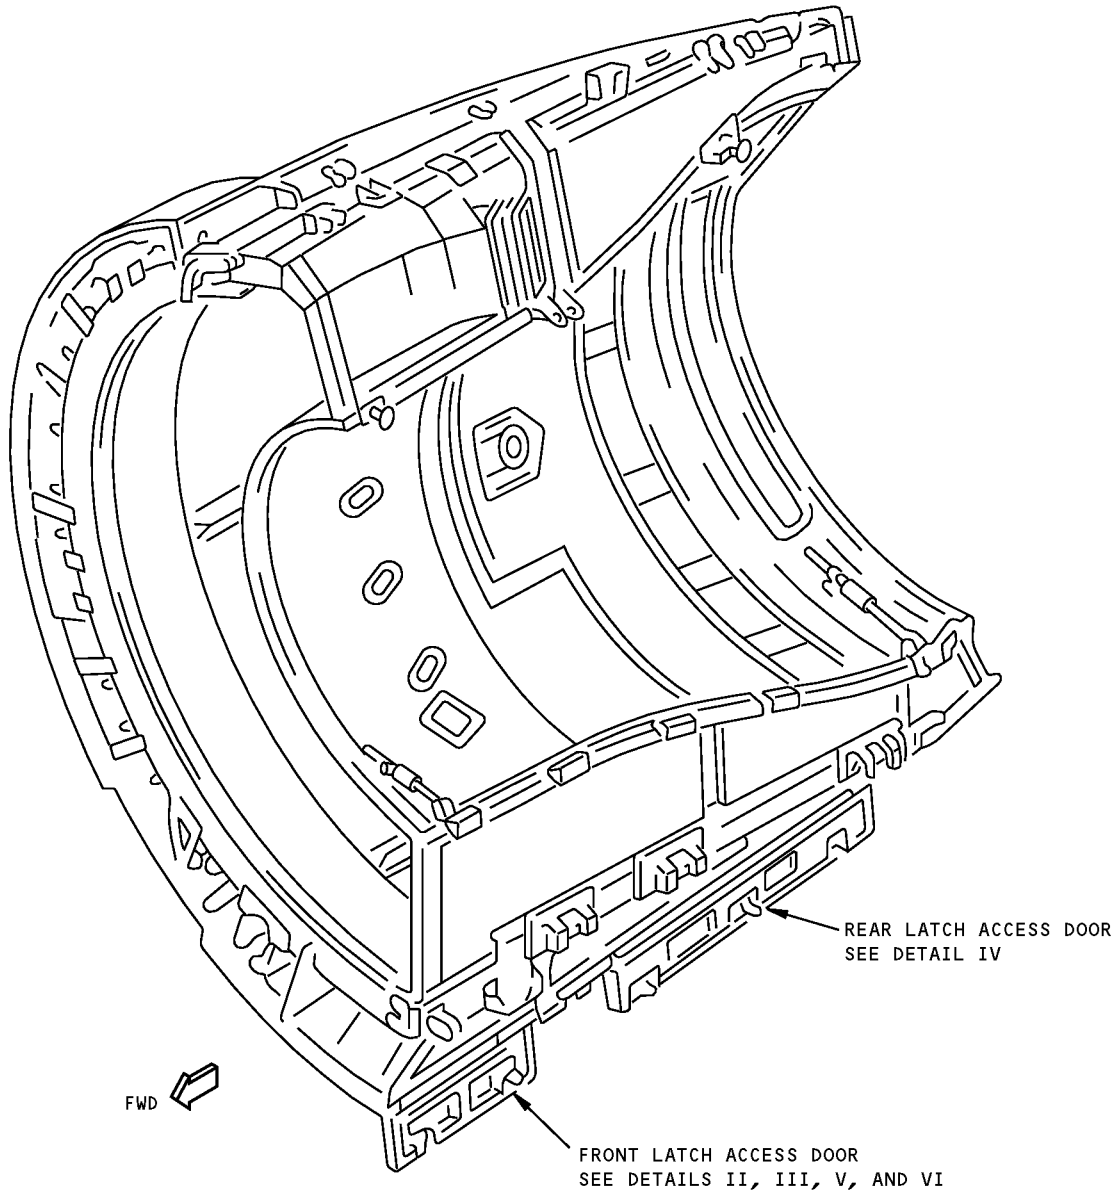 REAR LATCH ACCESS DOOR
SEE DETAIL IV
FWD
FRONT LATCH ACCESS DOOR
SEE DETAILS II, III, V, AND VI